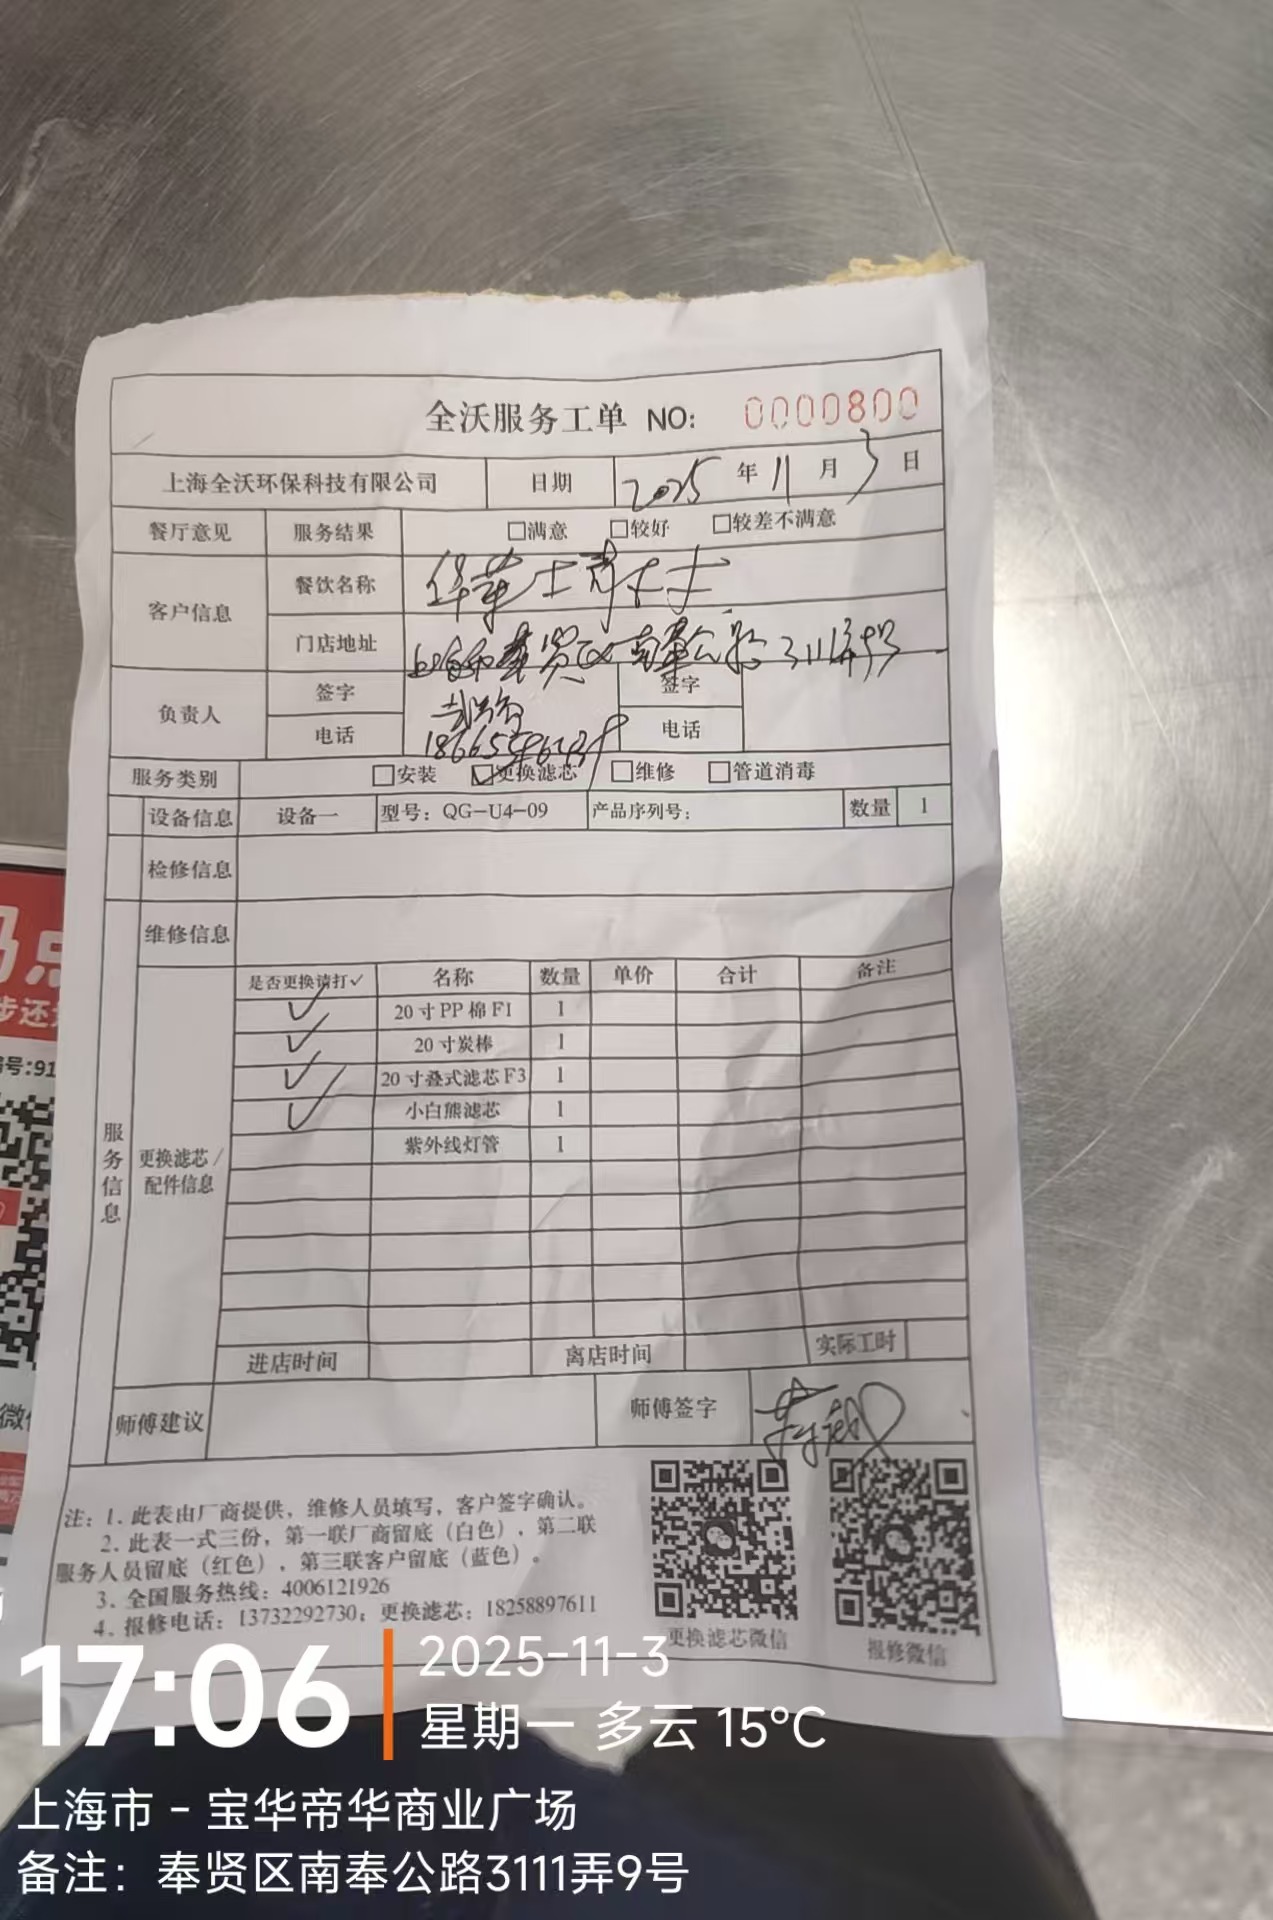 全沃服务工单 NO: 0000800
上海全沃环保科技有限公司 日期 2025 年 11 月 3 日
餐厅意见 服务结果 □满意 □较好 □较差不满意
客户信息 餐饮名称 华莱士
门店地址 奉贤区南奉公路3111弄9号
负责人 签字 签字
电话 电话
服务类别 □安装 ☑更换滤芯 □维修 □管道消毒
设备信息 设备一 型号：QG-U4-09 产品序列号： 数量 1
检修信息
维修信息
服务信息
更换滤芯/配件信息
是否更换请打✓ 名称 数量 单价 合计 备注
✓ 20寸PP棉F1 1
✓ 20寸炭棒 1
✓ 20寸叠式滤芯F3 1
✓ 小白熊滤芯 1
紫外线灯管 1
进店时间 离店时间 实际工时
师傅建议 师傅签字
注：1. 此表由厂商提供，维修人员填写，客户签字确认。
2. 此表一式三份，第一联厂商留底（白色），第二联
服务人员留底（红色），第三联客户留底（蓝色）。
3. 全国服务热线：4006121926
4. 报修电话：13732292730；更换滤芯：18258897611
更换滤芯微信 报修微信
步还
号:91
微
17:06
2025-11-3
星期一 多云 15°C
上海市 - 宝华帝华商业广场
备注：奉贤区南奉公路3111弄9号